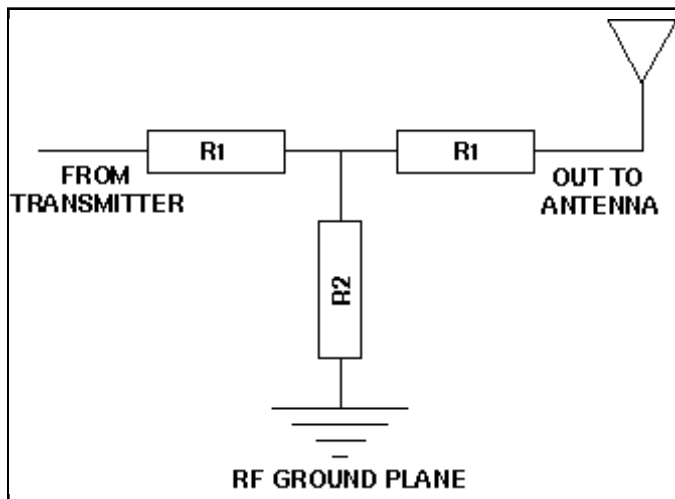 R1
R1
FROM
TRANSMITTER
OUT TO
ANTENNA
R2
RF GROUND PLANE